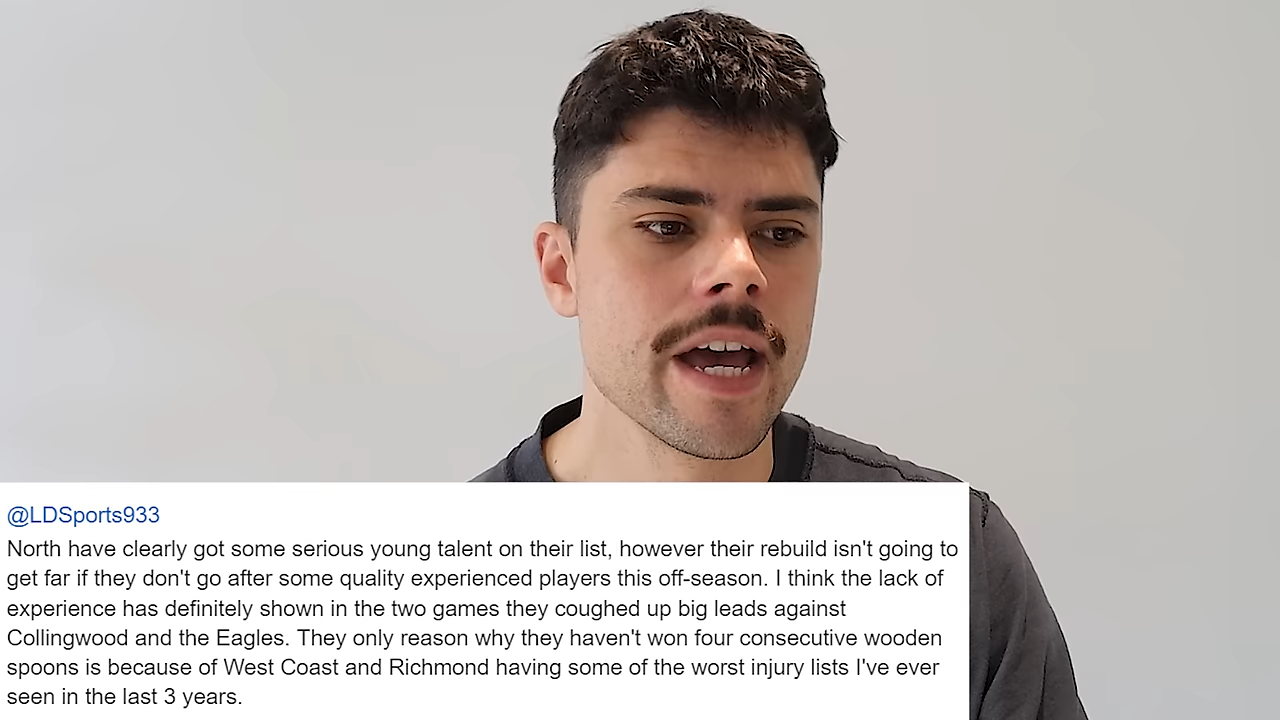 @LDSports933
North have clearly got some serious young talent on their list, however their rebuild isn't going to
get far if they don't go after some quality experienced players this off-season. I think the lack of
experience has definitely shown in the two games they coughed up big leads against
Collingwood and the Eagles. They only reason why they haven't won four consecutive wooden
spoons is because of West Coast and Richmond having some of the worst injury lists I've ever
seen in the last 3 years.